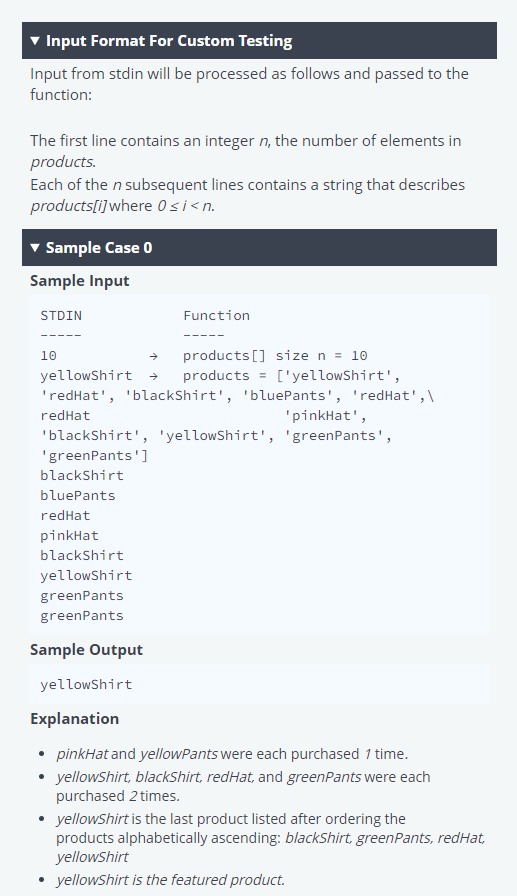 ▼ Input Format For Custom Testing
Input from stdin will be processed as follows and passed to the
function:
The first line contains an integer n, the number of elements in
products.
Each of the n subsequent lines contains a string that describes
products[i] where 0 ≤ i < n.
▼ Sample Case 0
Sample Input
STDIN Function
----- -----
10 → products[] size n = 10
yellowShirt → products = ['yellowShirt',
'redHat', 'blackShirt', 'bluePants', 'redHat',\
redHat 'pinkHat',
'blackShirt', 'yellowShirt', 'greenPants',
'greenPants']
blackShirt
bluePants
redHat
pinkHat
blackShirt
yellowShirt
greenPants
greenPants
Sample Output
yellowShirt
Explanation
• pinkHat and yellowPants were each purchased 1 time.
• yellowShirt, blackShirt, redHat, and greenPants were each
purchased 2 times.
• yellowShirt is the last product listed after ordering the
products alphabetically ascending: blackShirt, greenPants, redHat,
yellowShirt
• yellowShirt is the featured product.